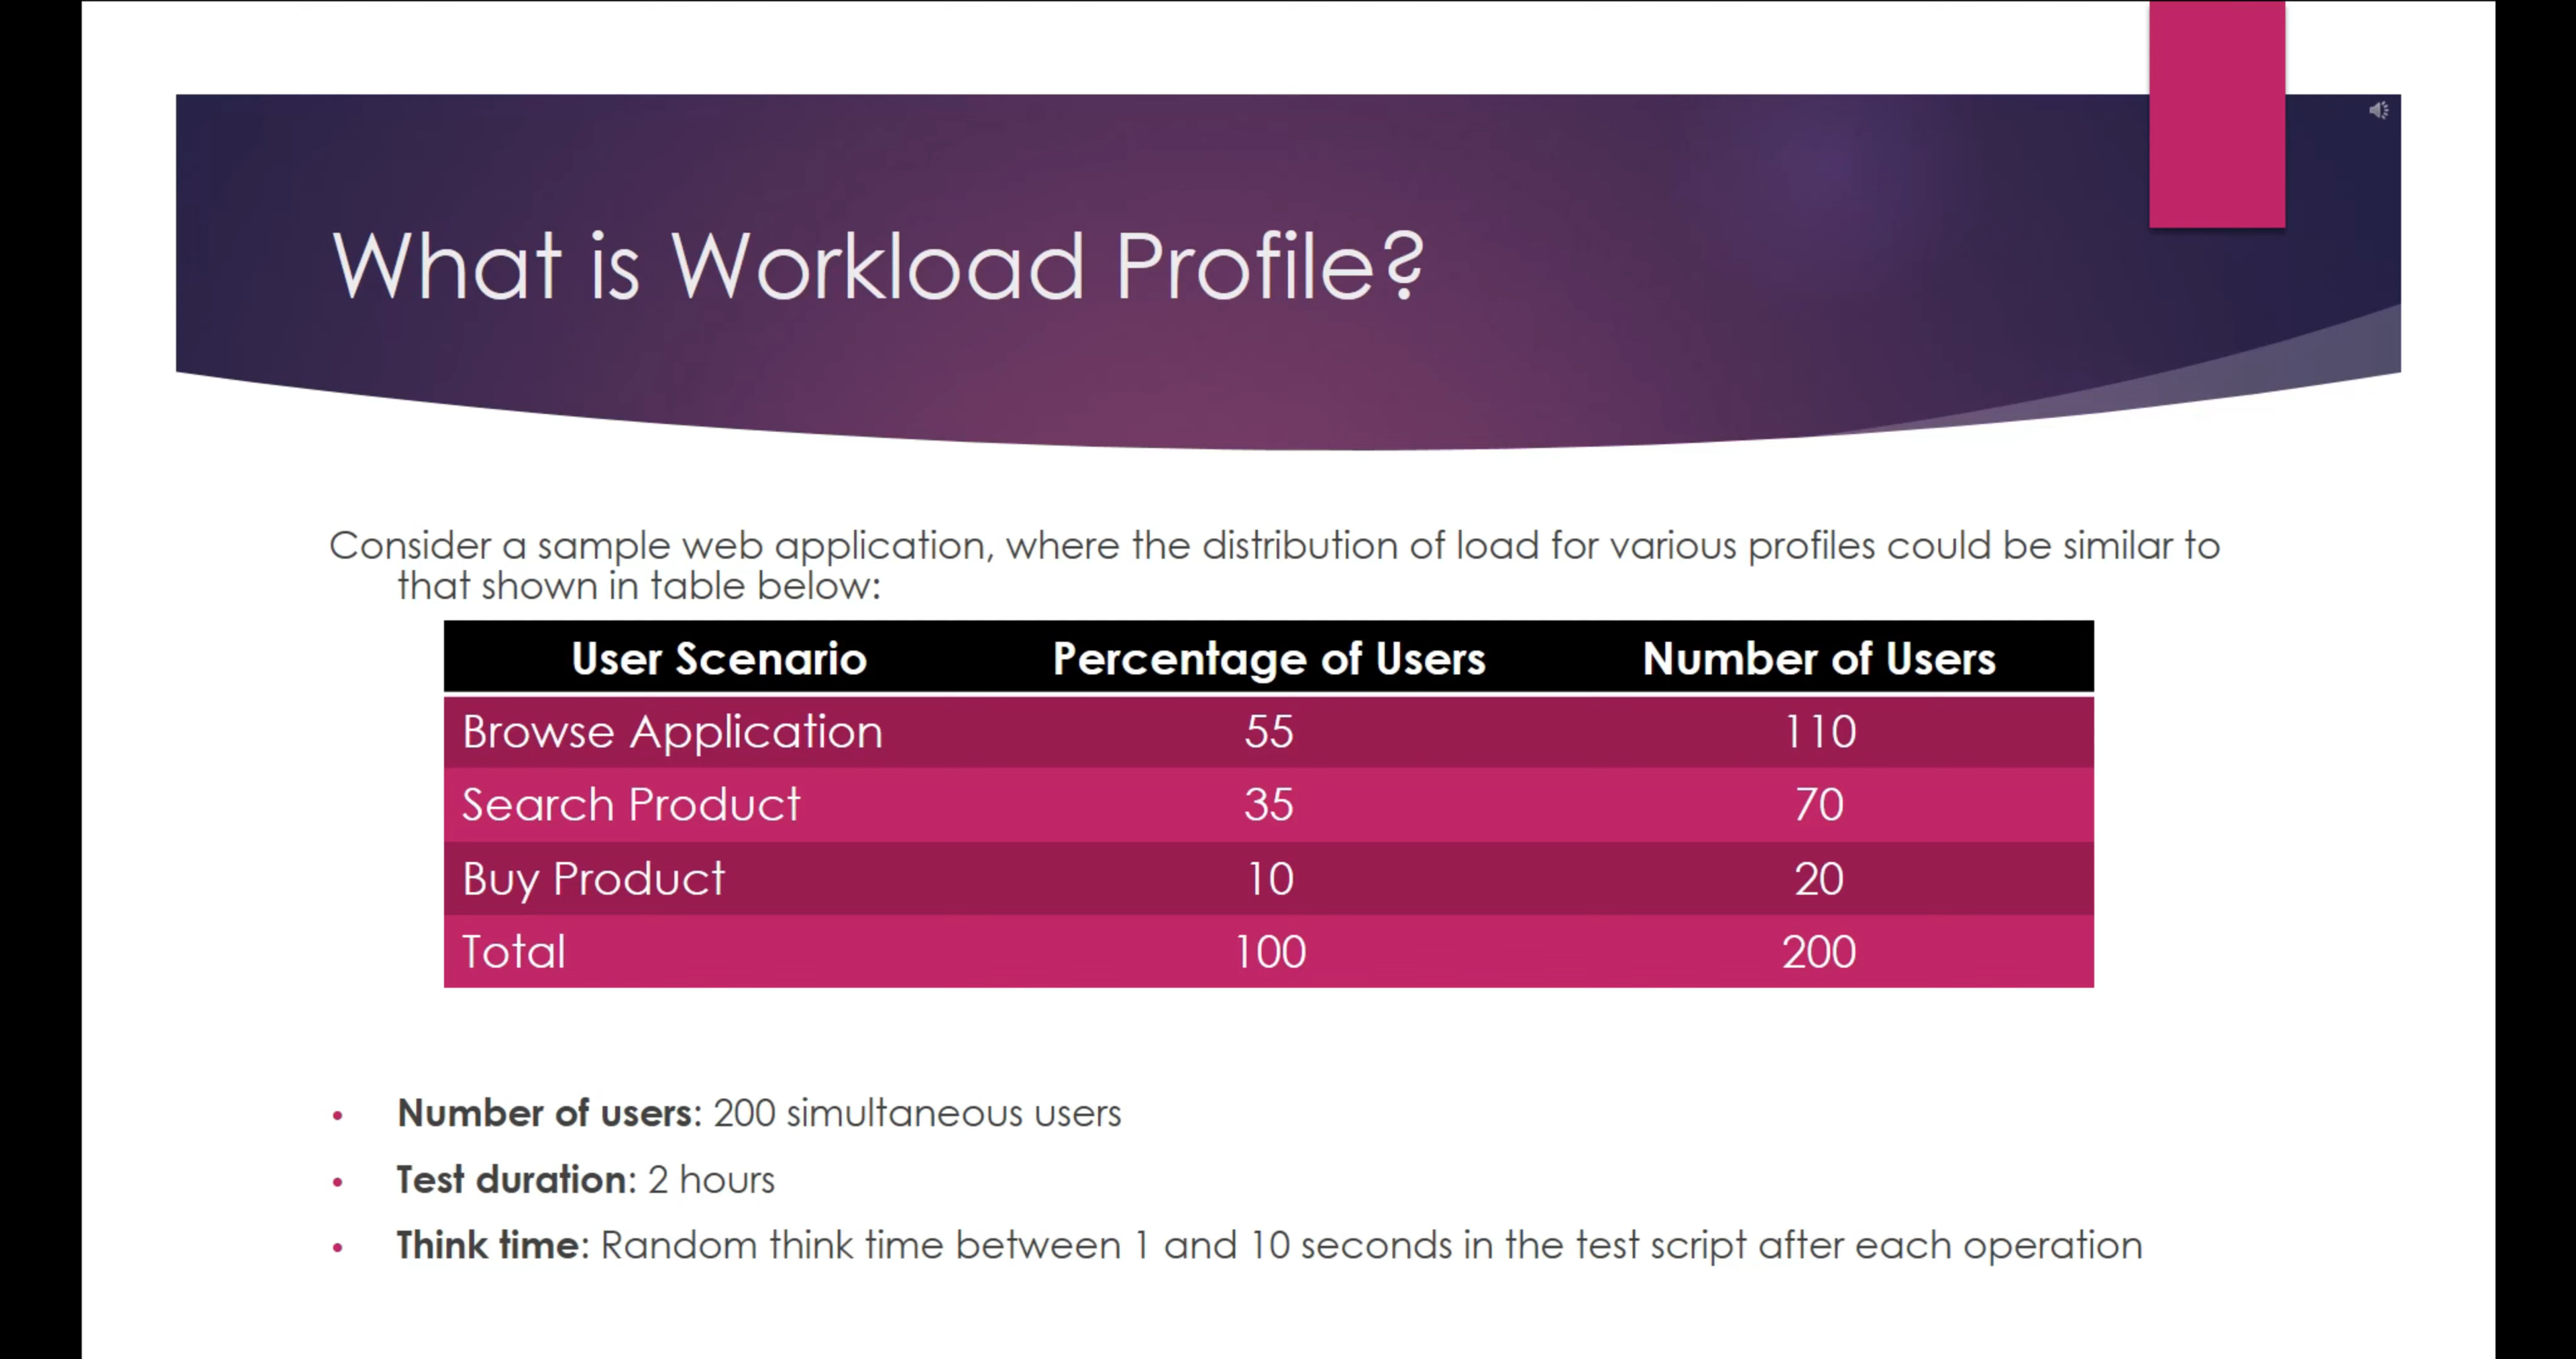 What is Workload Profile?
Consider a sample web application, where the distribution of load for various profiles could be similar to
that shown in table below:
User Scenario Percentage of Users Number of Users
Browse Application 55 110
Search Product 35 70
Buy Product 10 20
Total 100 200
• Number of users: 200 simultaneous users
• Test duration: 2 hours
• Think time: Random think time between 1 and 10 seconds in the test script after each operation